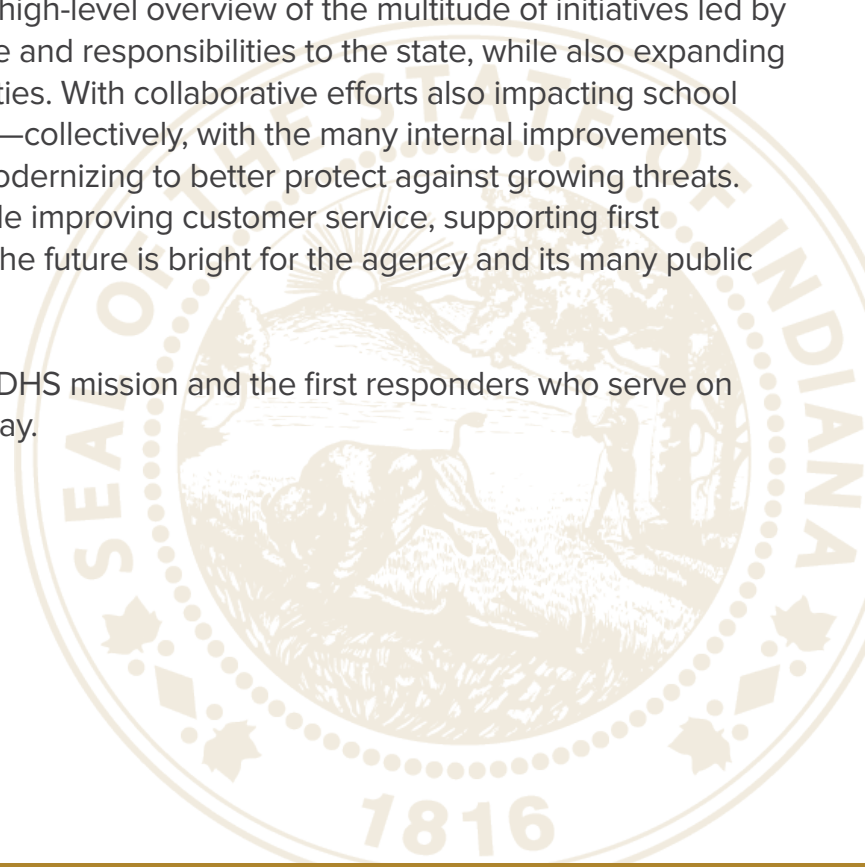 high-level overview of the multitude of initiatives led by
e and responsibilities to the state, while also expanding
ties. With collaborative efforts also impacting school
—collectively, with the many internal improvements
odernizing to better protect against growing threats.
le improving customer service, supporting first
he future is bright for the agency and its many public
DHS mission and the first responders who serve on
ay.
SEAL OF THE STATE OF INDIANA
1816